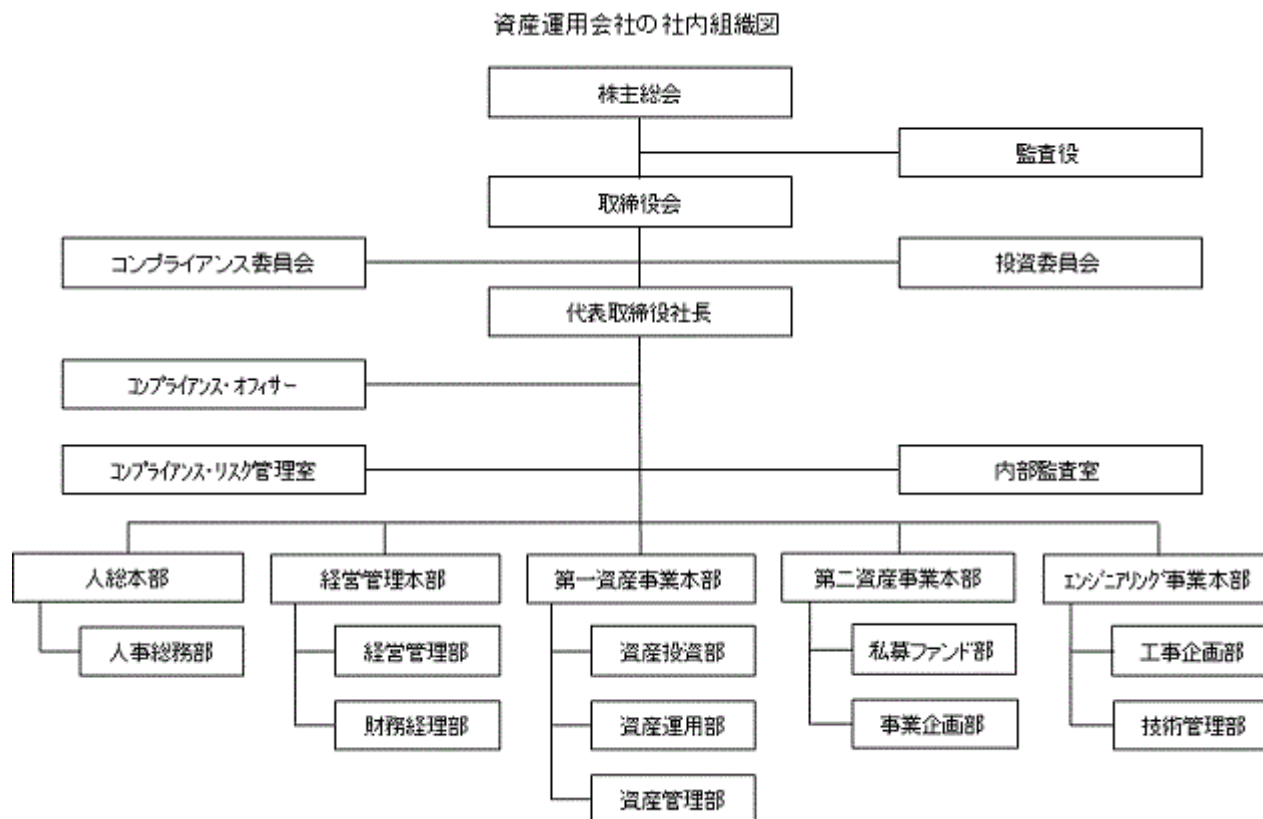 資産運用会社の社内組織図
株主総会
監査役
取締役会
コンプライアンス委員会
投資委員会
代表取締役社長
コンプライアンス・オフィサー
コンプライアンス・リスク管理室
内部監査室
人総本部
経営管理本部
第一資産事業本部
第二資産事業本部
エンジニアリング事業本部
人事総務部
経営管理部
資産投資部
私募ファンド部
工事企画部
財務経理部
資産運用部
事業企画部
技術管理部
資産管理部